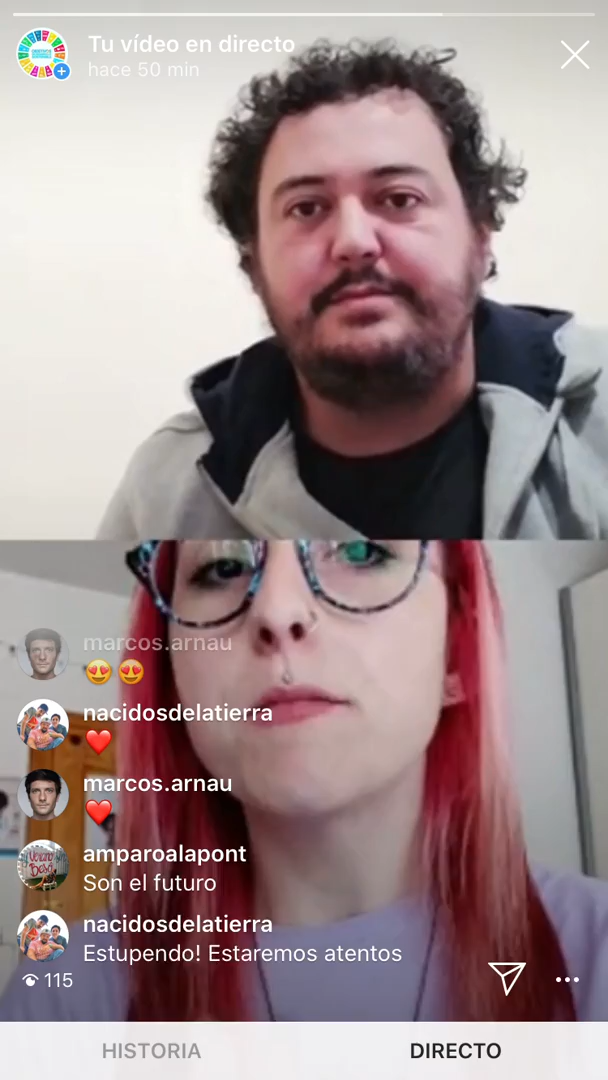 Tu vídeo en directo
hace 50 min
marcos.arnau
nacidosdelatierra
marcos.arnau
amparoalapont
Son el futuro
nacidosdelatierra
Estupendo! Estaremos atentos
115
HISTORIA
DIRECTO